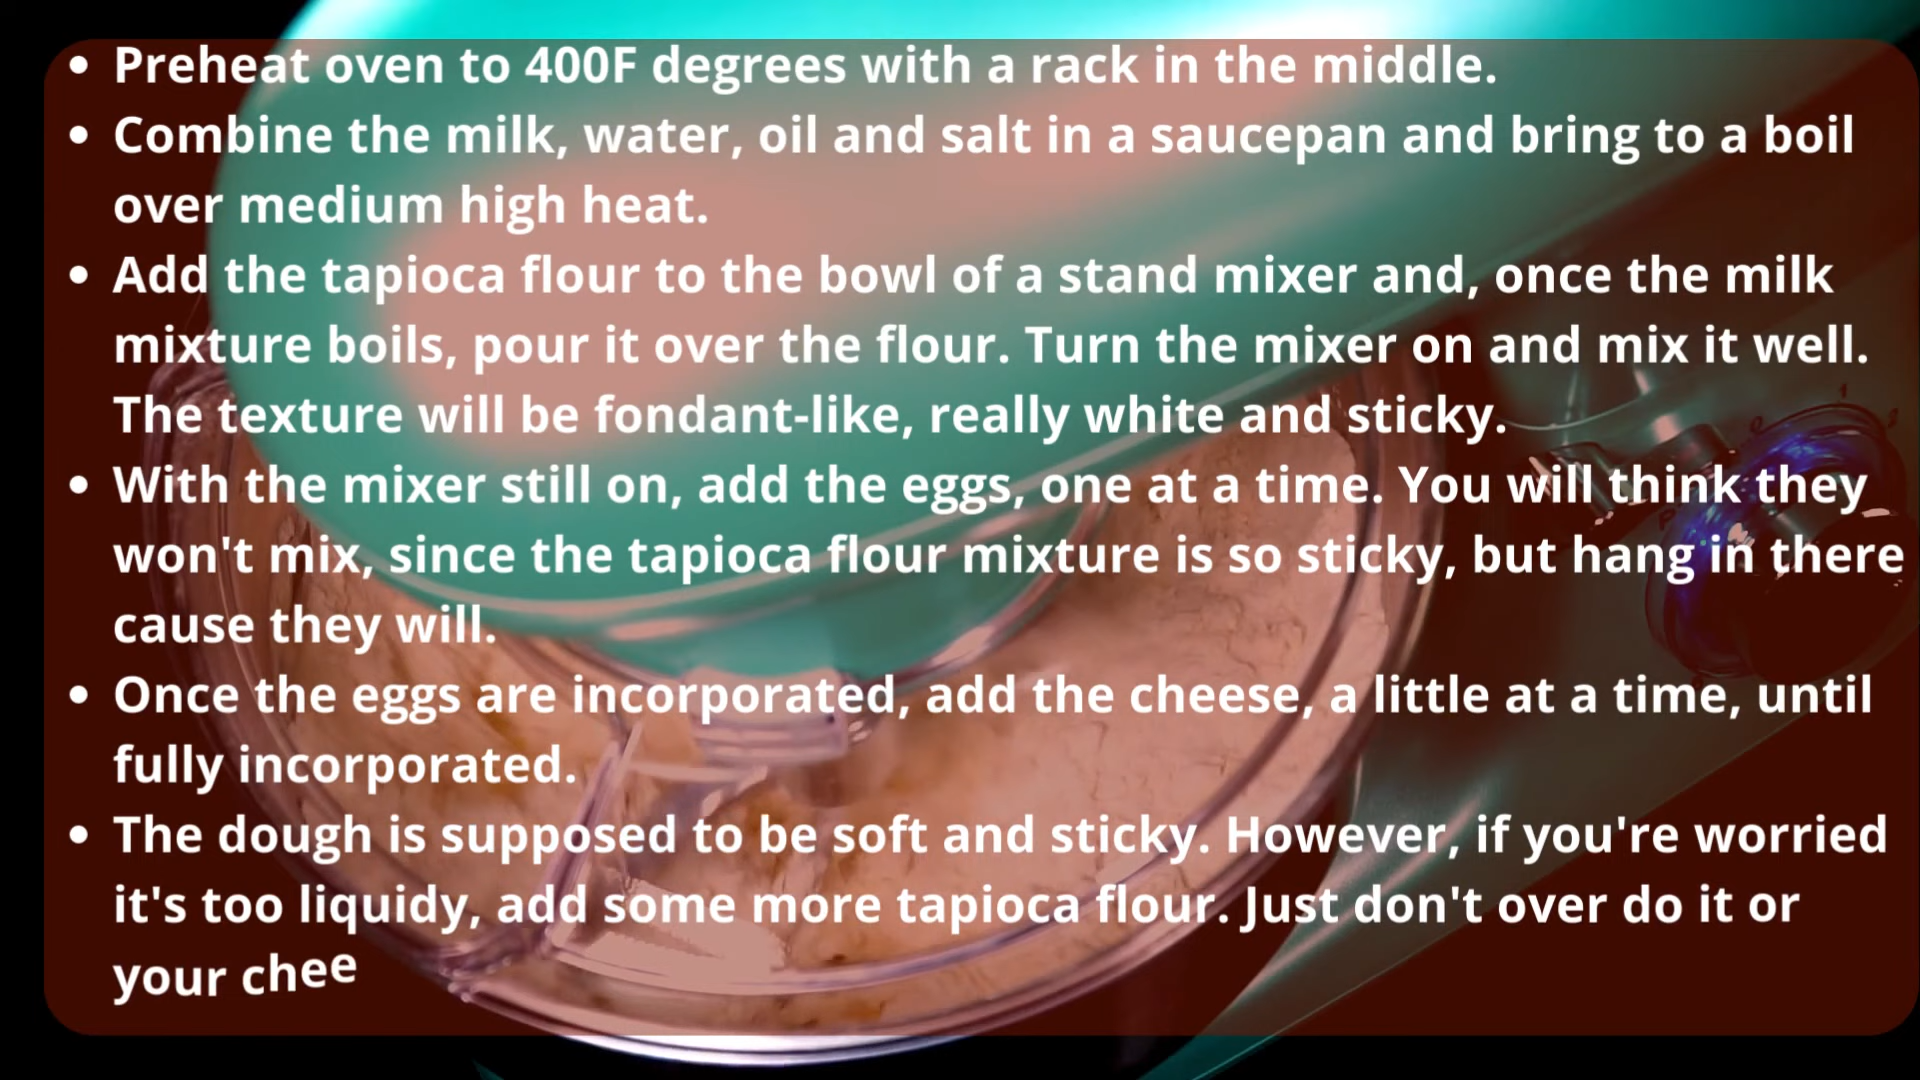 • Preheat oven to 400F degrees with a rack in the middle.
• Combine the milk, water, oil and salt in a saucepan and bring to a boil
over medium high heat.
• Add the tapioca flour to the bowl of a stand mixer and, once the milk
mixture boils, pour it over the flour. Turn the mixer on and mix it well.
The texture will be fondant-like, really white and sticky.
• With the mixer still on, add the eggs, one at a time. You will think they
won't mix, since the tapioca flour mixture is so sticky, but hang in there
cause they will.
• Once the eggs are incorporated, add the cheese, a little at a time, until
fully incorporated.
• The dough is supposed to be soft and sticky. However, if you're worried
it's too liquidy, add some more tapioca flour. Just don't over do it or
your chee